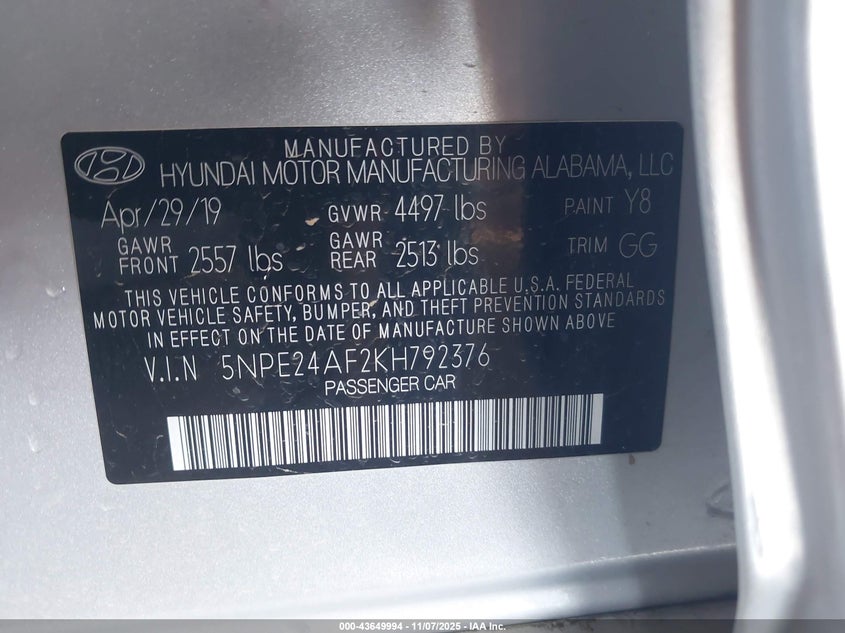 MANUFACTURED BY
HYUNDAI MOTOR MANUFACTURING ALABAMA, LLC
Apr/29/19 GVWR 4497 lbs PAINT Y8
GAWR FRONT 2557 lbs GAWR REAR 2513 lbs TRIM GG
THIS VEHICLE CONFORMS TO ALL APPLICABLE U.S.A. FEDERAL
MOTOR VEHICLE SAFETY, BUMPER, AND THEFT PREVENTION STANDARDS
IN EFFECT ON THE DATE OF MANUFACTURE SHOWN ABOVE
V.I.N 5NPE24AF2KH792376
PASSENGER CAR
000-43649994 - 11/07/2025 - IAA Inc.